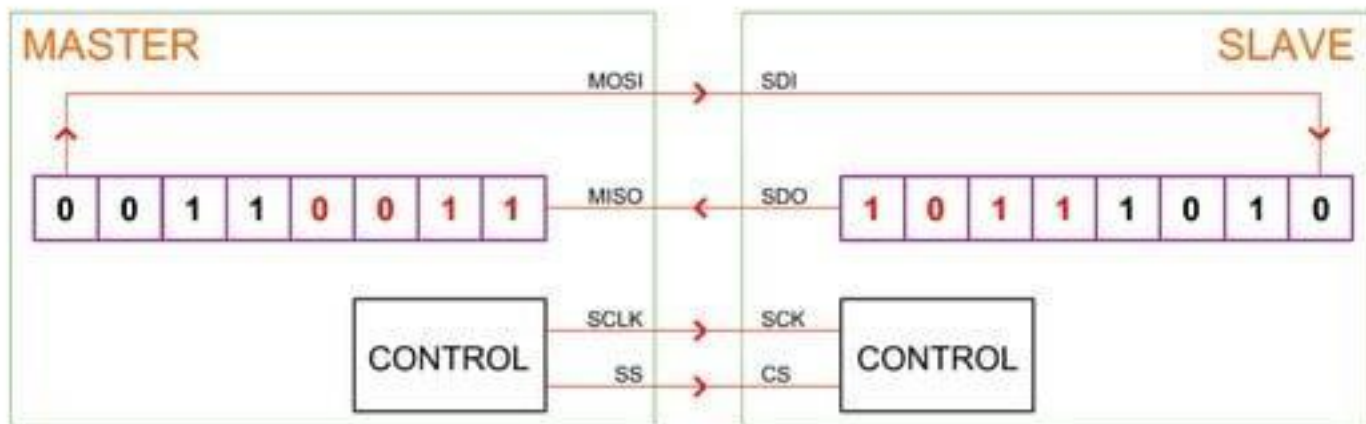 MASTER SLAVE
MOSI SDI
0 0 1 1 0 0 1 1 MISO SDO 1 0 1 1 1 0 1 0
SCLK SCK
CONTROL CONTROL
SS CS